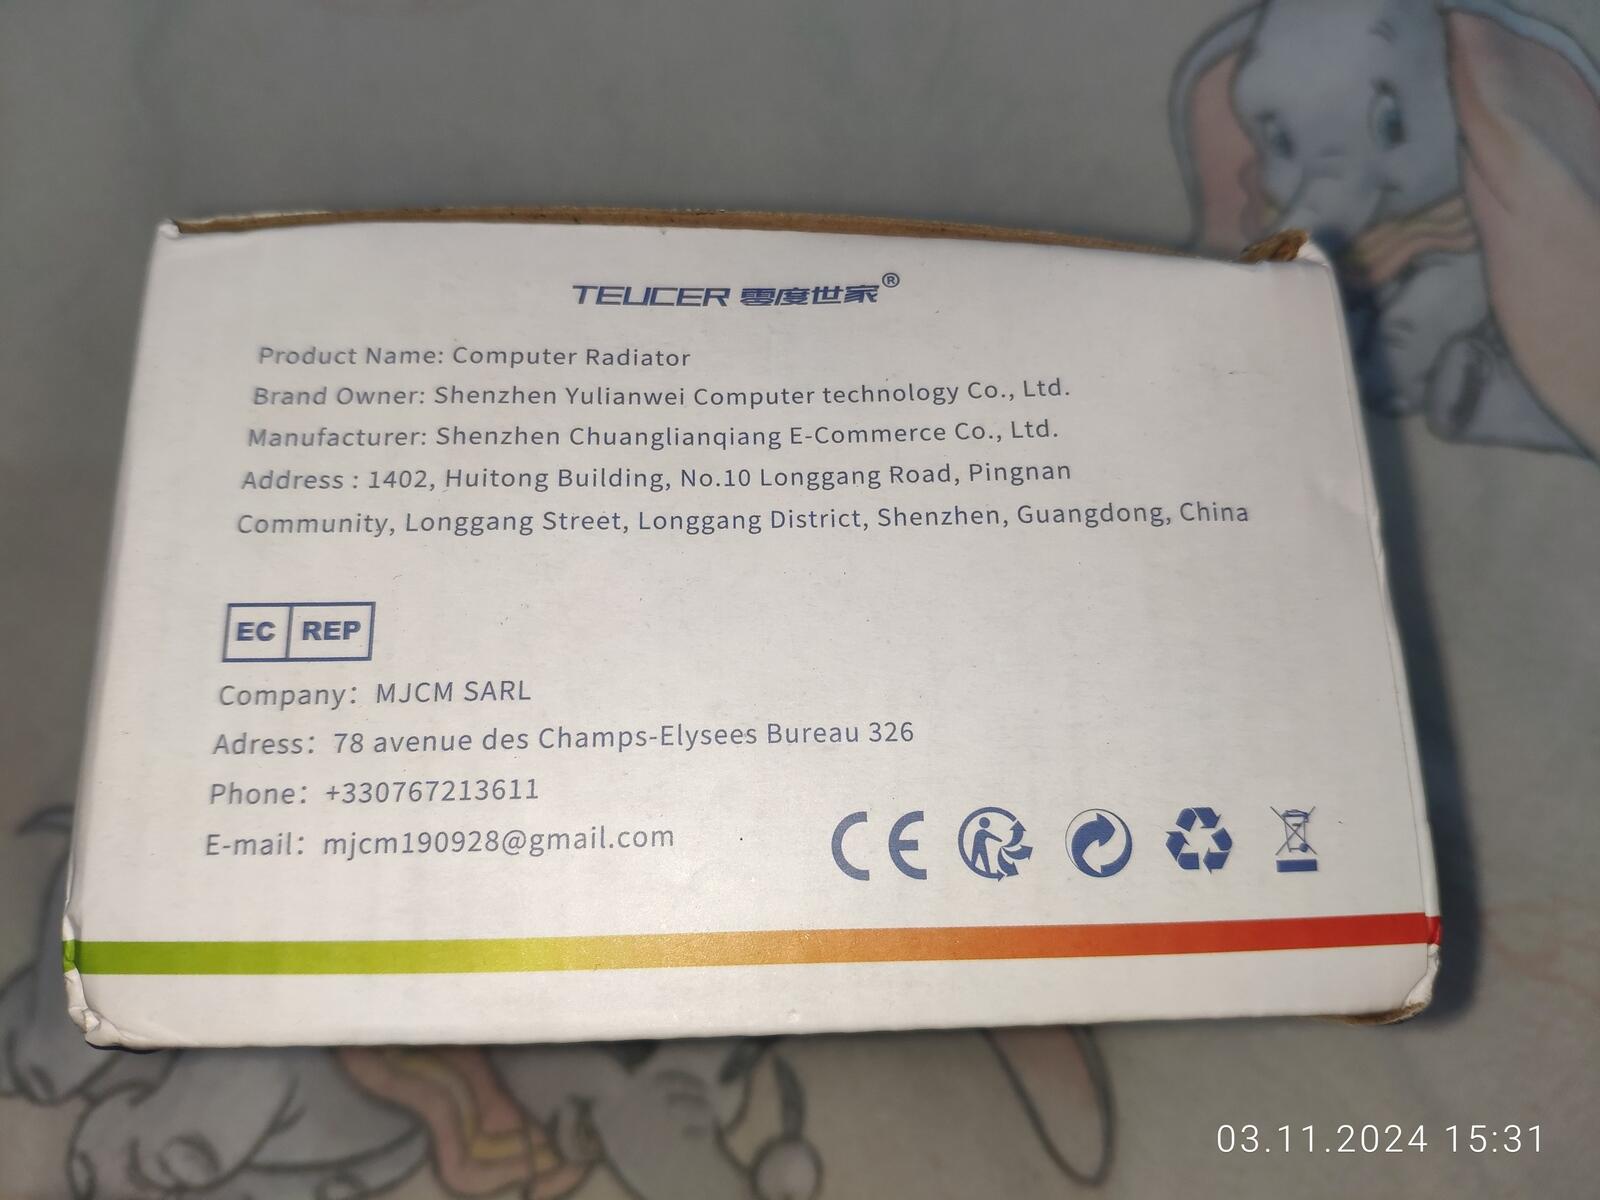 TEUCER 零度世家®
Product Name: Computer Radiator
Brand Owner: Shenzhen Yulianwei Computer technology Co., Ltd.
Manufacturer: Shenzhen Chuanglianqiang E-Commerce Co., Ltd.
Address : 1402, Huitong Building, No.10 Longgang Road, Pingnan
Community, Longgang Street, Longgang District, Shenzhen, Guangdong, China
EC REP
Company: MJCM SARL
Adress: 78 avenue des Champs-Elysees Bureau 326
Phone: +330767213611
E-mail: mjcm190928@gmail.com
CE
03.11.2024 15:31